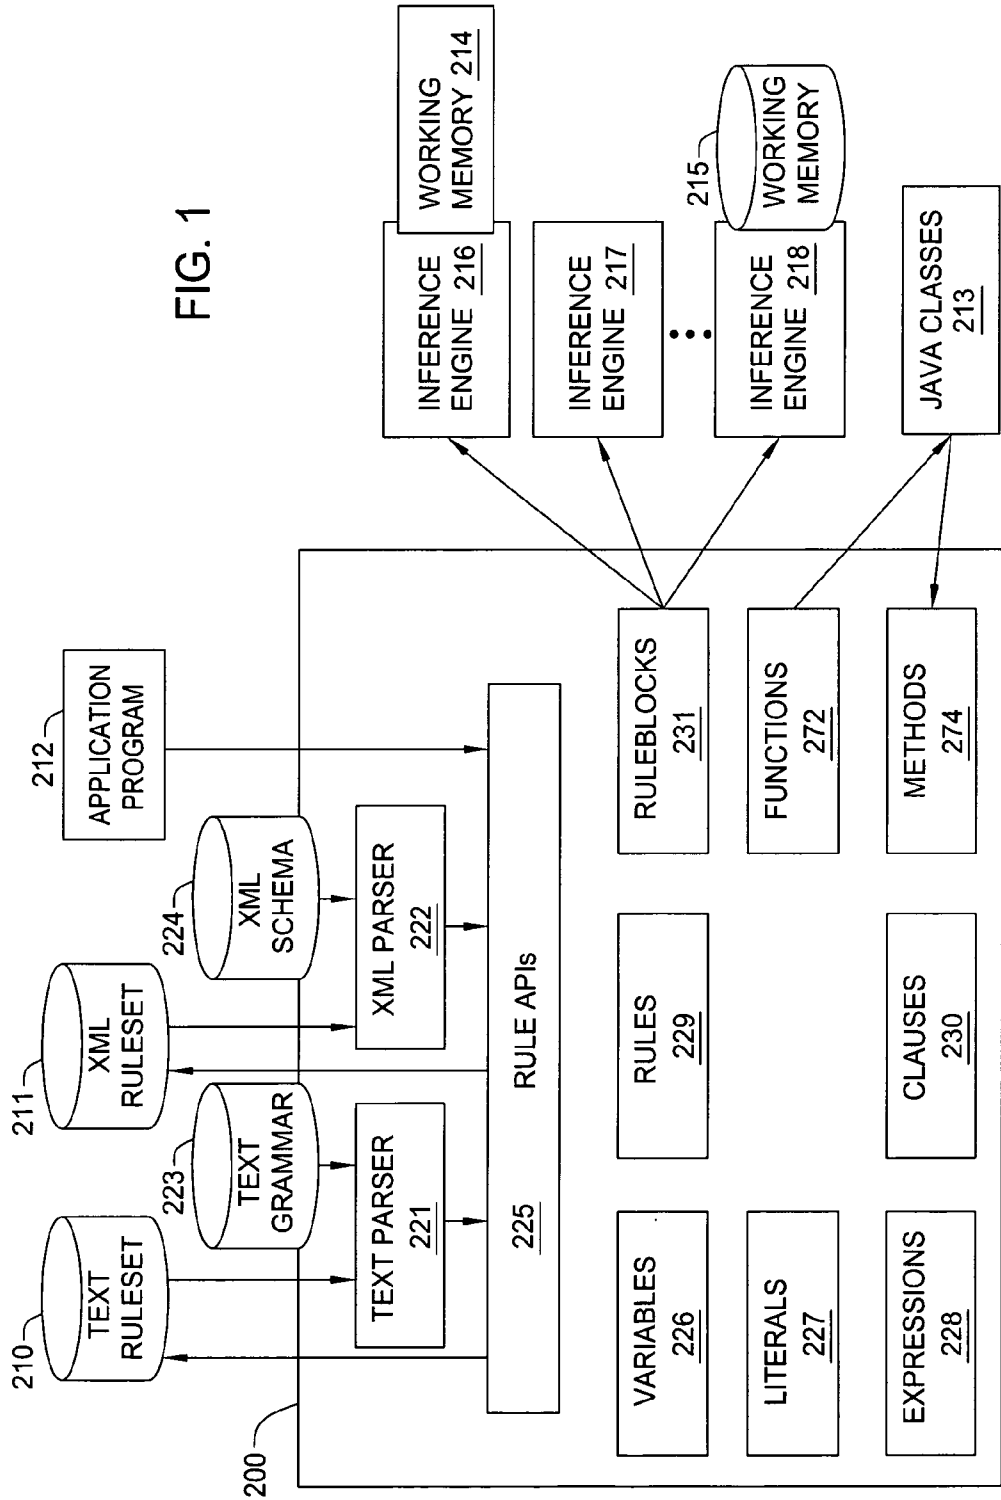 FIG. 1
210
TEXT
RULESET
211
XML
RULESET
212
APPLICATION
PROGRAM
223
TEXT
GRAMMAR
224
XML
SCHEMA
200
TEXT PARSER
221
XML PARSER
222
225
RULE APIs
VARIABLES
226
RULES
229
RULEBLOCKS
231
LITERALS
227
FUNCTIONS
272
EXPRESSIONS
228
CLAUSES
230
METHODS
274
INFERENCE
ENGINE 216
WORKING
MEMORY 214
INFERENCE
ENGINE 217
INFERENCE
ENGINE 218
215
WORKING
MEMORY
JAVA CLASSES
213